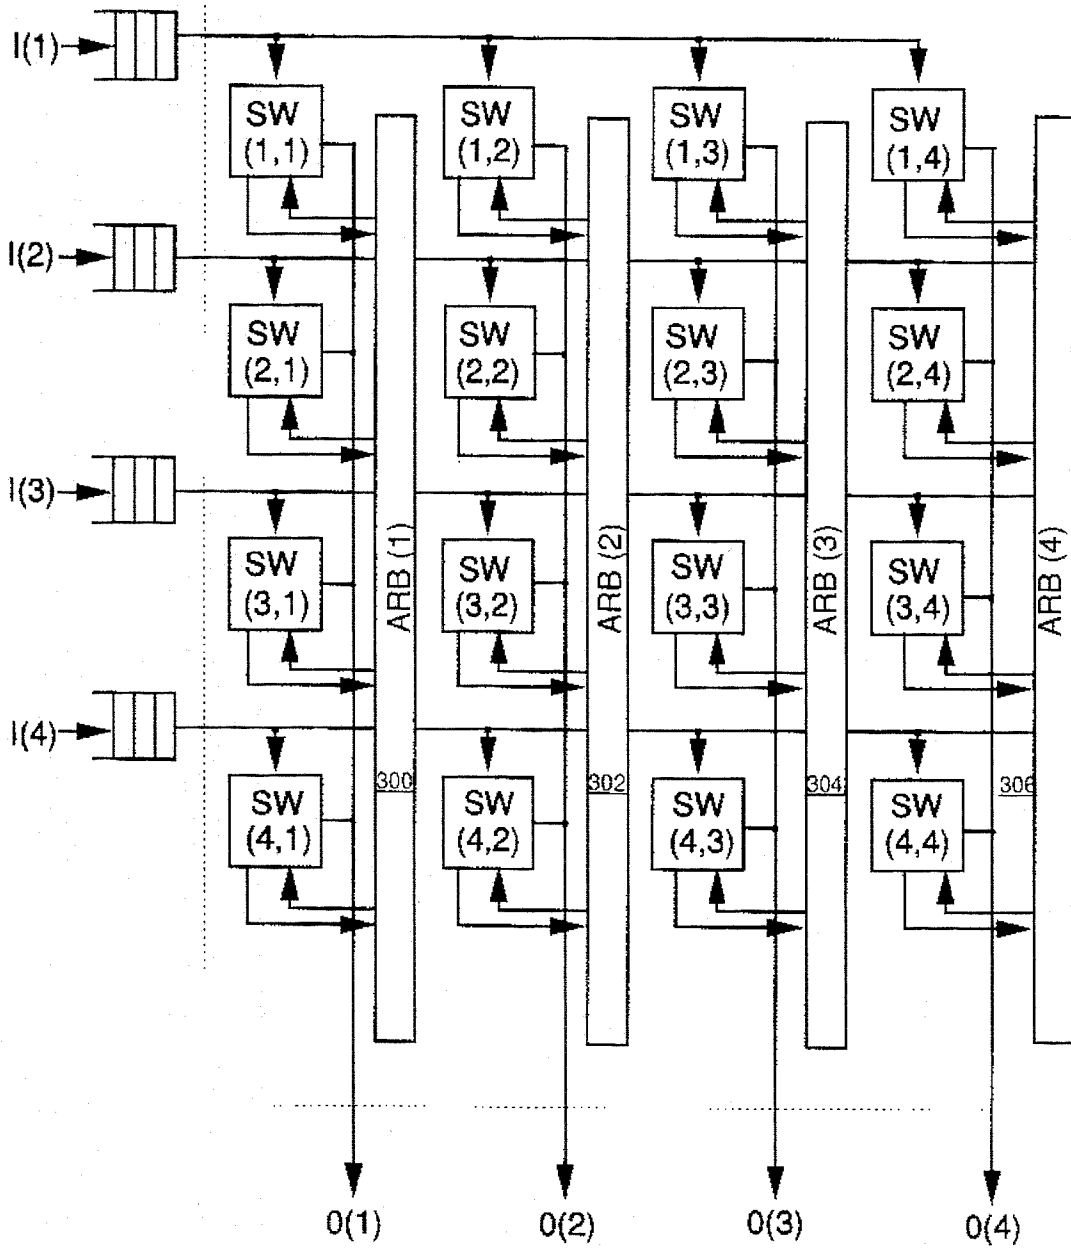 I(1)
SW
(1,1)
SW
(1,2)
SW
(1,3)
SW
(1,4)
I(2)
SW
(2,1)
SW
(2,2)
SW
(2,3)
SW
(2,4)
I(3)
SW
(3,1)
SW
(3,2)
SW
(3,3)
SW
(3,4)
ARB (1)
ARB (2)
ARB (3)
ARB (4)
I(4)
300
302
304
306
SW
(4,1)
SW
(4,2)
SW
(4,3)
SW
(4,4)
0(1)
0(2)
0(3)
0(4)